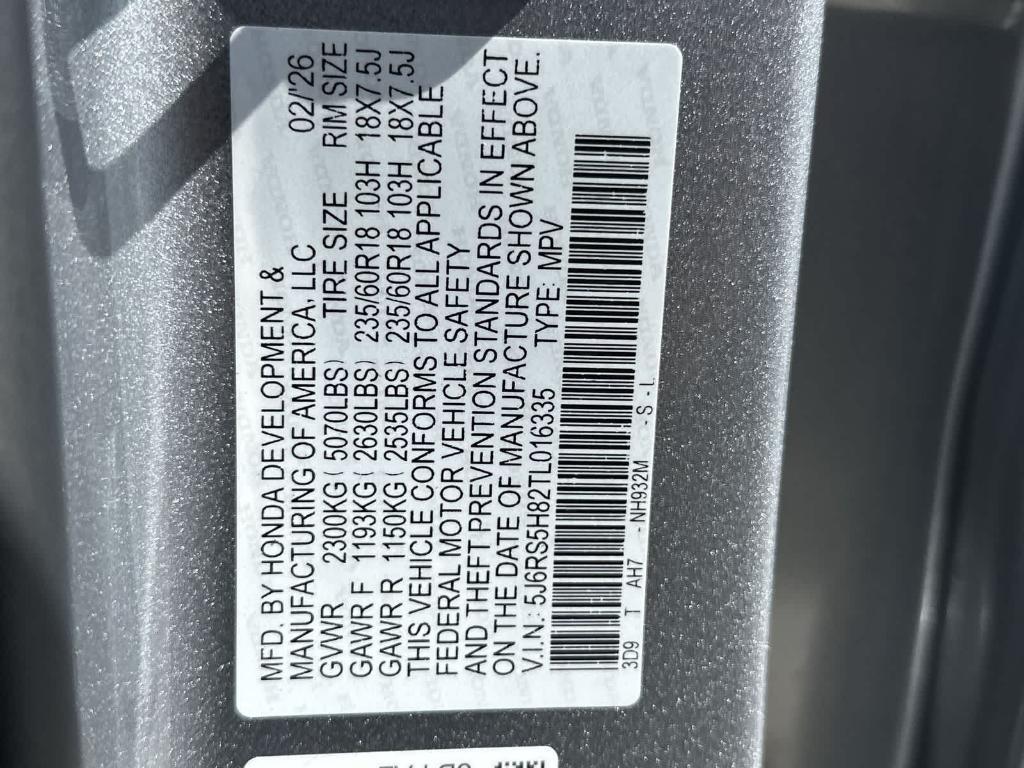 MFD. BY HONDA DEVELOPMENT &
MANUFACTURING OF AMERICA, LLC 02/'26
GVWR 2300KG ( 5070LBS) TIRE SIZE RIM SIZE
GAWR F 1193KG ( 2630LBS) 235/60R18 103H 18X7.5J
GAWR R 1150KG ( 2535LBS) 235/60R18 103H 18X7.5J
THIS VEHICLE CONFORMS TO ALL APPLICABLE
FEDERAL MOTOR VEHICLE SAFETY
AND THEFT PREVENTION STANDARDS IN EFFECT
ON THE DATE OF MANUFACTURE SHOWN ABOVE.
V.I.N.: 5J6RS5H82TL016335 TYPE: MPV
3D9 T AH7 - NH932M - S - L